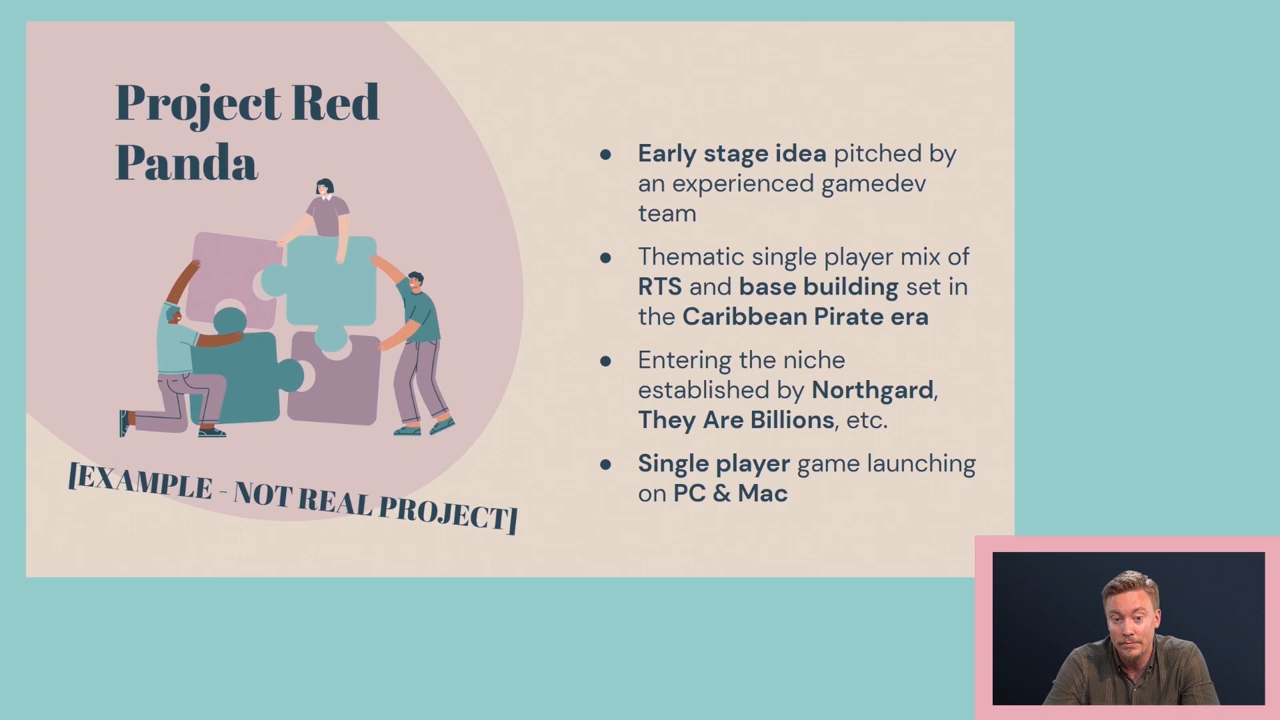 Project Red
Panda
[EXAMPLE - NOT REAL PROJECT]
● Early stage idea pitched by
an experienced gamedev
team
● Thematic single player mix of
RTS and base building set in
the Caribbean Pirate era
● Entering the niche
established by Northgard,
They Are Billions, etc.
● Single player game launching
on PC & Mac